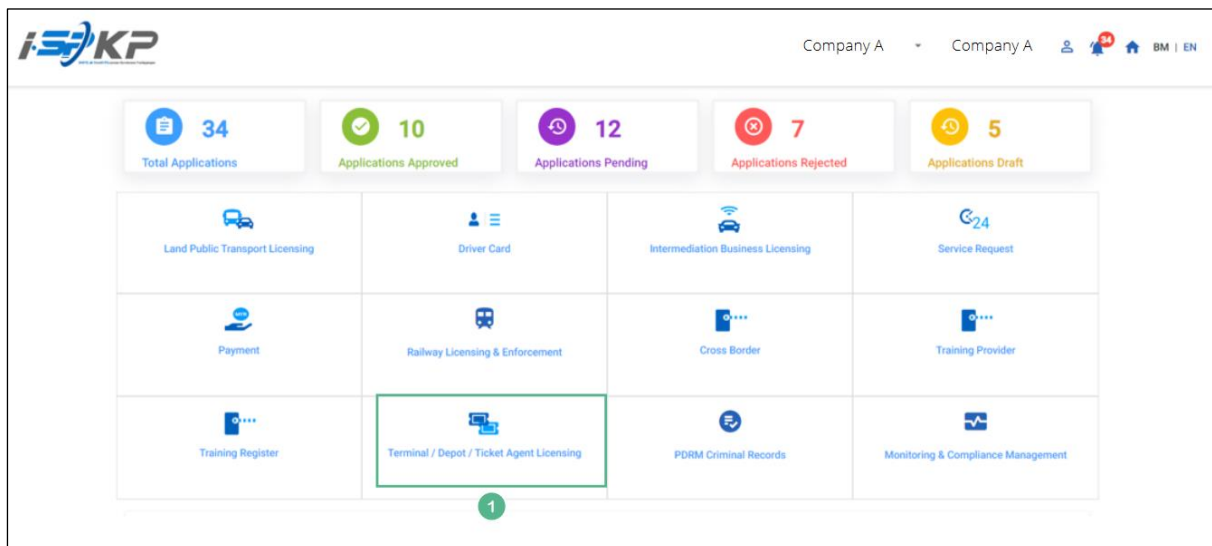 i-SPKP
Company A Company A 34 BM | EN
34 10 12 7 5
Total Applications Applications Approved Applications Pending Applications Rejected Applications Draft
24
Land Public Transport Licensing Driver Card Intermediation Business Licensing Service Request
Payment Railway Licensing & Enforcement Cross Border Training Provider
Training Register Terminal / Depot / Ticket Agent Licensing PDRM Criminal Records Monitoring & Compliance Management
1